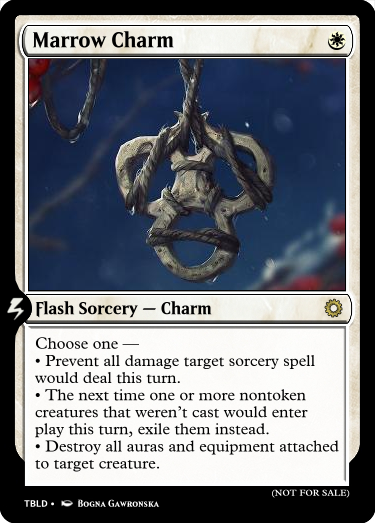 Marrow Charm
Flash Sorcery — Charm
Choose one —
• Prevent all damage target sorcery spell
would deal this turn.
• The next time one or more nontoken
creatures that weren't cast would enter
play this turn, exile them instead.
• Destroy all auras and equipment attached
to target creature.
(NOT FOR SALE)
TBLD • Bogna Gawronska